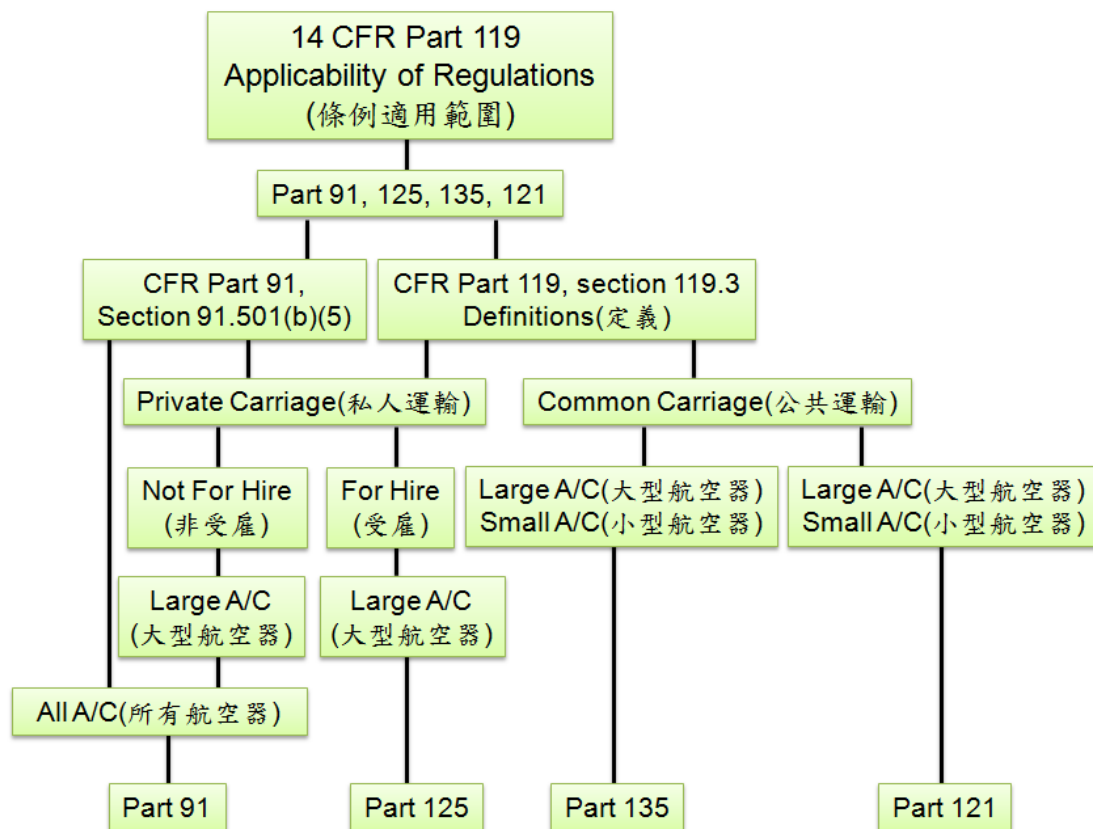 14 CFR Part 119
Applicability of Regulations
(條例適用範圍)
Part 91, 125, 135, 121
CFR Part 91,
Section 91.501(b)(5)
CFR Part 119, section 119.3
Definitions(定義)
Private Carriage(私人運輸)
Common Carriage(公共運輸)
Not For Hire
(非受雇)
For Hire
(受雇)
Large A/C(大型航空器)
Small A/C(小型航空器)
Large A/C(大型航空器)
Small A/C(小型航空器)
Large A/C
(大型航空器)
Large A/C
(大型航空器)
All A/C(所有航空器)
Part 91
Part 125
Part 135
Part 121